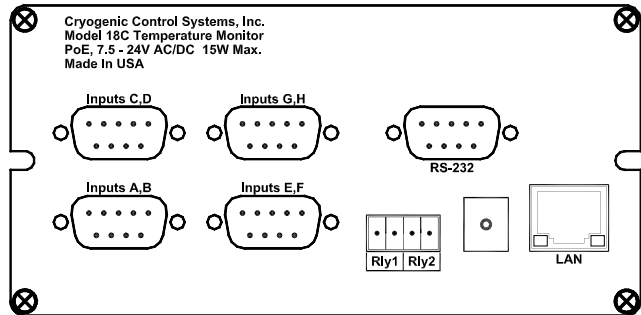 Cryogenic Control Systems, Inc.
Model 18C Temperature Monitor
PoE, 7.5 - 24V AC/DC  15W Max.
Made In USA
Inputs C,D
Inputs G,H
RS-232
Inputs A,B
Inputs E,F
Rly1
Rly2
LAN